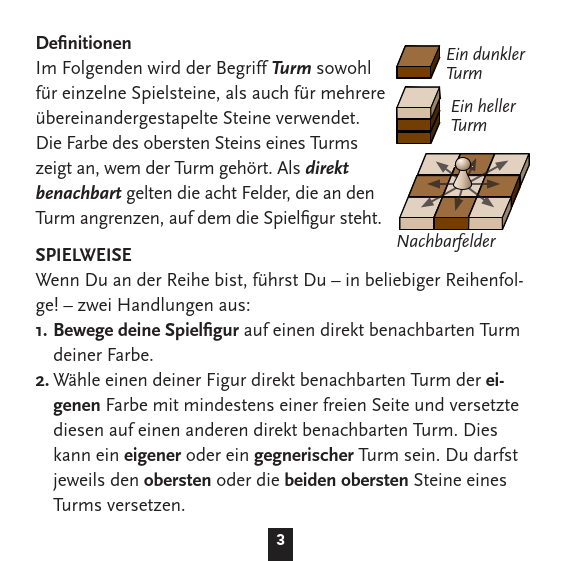 Definitionen
Im Folgenden wird der Begriff Turm sowohl
für einzelne Spielsteine, als auch für mehrere
übereinandergestapelte Steine verwendet.
Die Farbe des obersten Steins eines Turms
zeigt an, wem der Turm gehört. Als direkt
benachbart gelten die acht Felder, die an den
Turm angrenzen, auf dem die Spielfigur steht.
Ein dunkler
Turm
Ein heller
Turm
Nachbarfelder
SPIELWEISE
Wenn Du an der Reihe bist, führst Du – in beliebiger Reihenfol-
ge! – zwei Handlungen aus:
1. Bewege deine Spielfigur auf einen direkt benachbarten Turm
deiner Farbe.
2. Wähle einen deiner Figur direkt benachbarten Turm der ei-
genen Farbe mit mindestens einer freien Seite und versetzte
diesen auf einen anderen direkt benachbarten Turm. Dies
kann ein eigener oder ein gegnerischer Turm sein. Du darfst
jeweils den obersten oder die beiden obersten Steine eines
Turms versetzen.
3